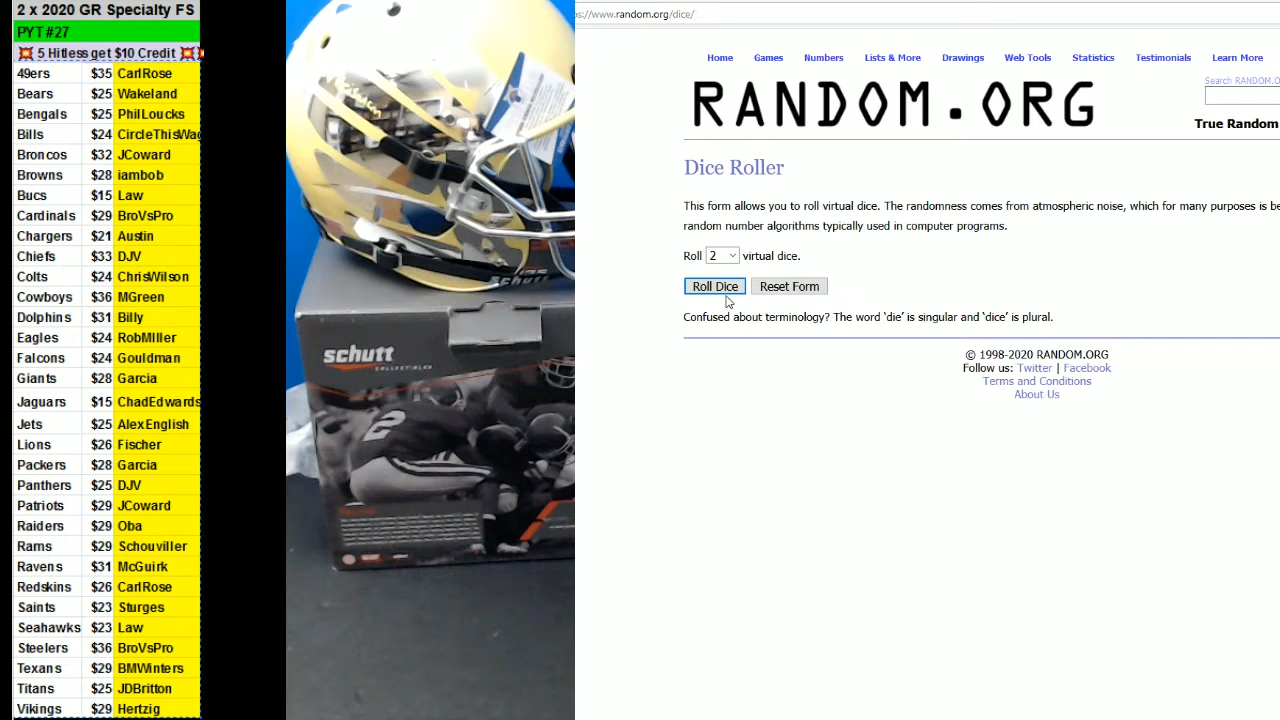 2 x 2020 GR Specialty FS
PYT #27
💥 5 Hitless get $10 Credit 💥
49ers $35 CarlRose
Bears $25 Wakeland
Bengals $25 PhilLoucks
Bills $24 CircleThisWag
Broncos $32 JCoward
Browns $28 iambob
Bucs $15 Law
Cardinals $29 BroVsPro
Chargers $21 Austin
Chiefs $33 DJV
Colts $24 ChrisWilson
Cowboys $36 MGreen
Dolphins $31 Billy
Eagles $24 RobMIller
Falcons $24 Gouldman
Giants $28 Garcia
Jaguars $15 ChadEdwards
Jets $25 AlexEnglish
Lions $26 Fischer
Packers $28 Garcia
Panthers $25 DJV
Patriots $29 JCoward
Raiders $29 Oba
Rams $29 Schouviller
Ravens $31 McGuirk
Redskins $26 CarlRose
Saints $23 Sturges
Seahawks $23 Law
Steelers $36 BroVsPro
Texans $29 BMWinters
Titans $25 JDBritton
Vikings $29 Hertzig
schutt
schutt
COLLECTIBLES
2
ps://www.random.org/dice/
Home Games Numbers Lists & More Drawings Web Tools Statistics Testimonials Learn More
Search RANDOM.O
RANDOM.ORG
True Random
Dice Roller
This form allows you to roll virtual dice. The randomness comes from atmospheric noise, which for many purposes is be
random number algorithms typically used in computer programs.
Roll 2 virtual dice.
Roll Dice Reset Form
Confused about terminology? The word ‘die’ is singular and ‘dice’ is plural.
© 1998-2020 RANDOM.ORG
Follow us: Twitter | Facebook
Terms and Conditions
About Us